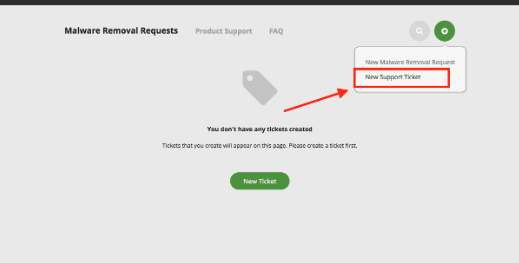 Malware Removal Requests Product Support FAQ
New Malware Removal Request
New Support Ticket
You don't have any tickets created
Tickets that you create will appear on this page. Please create a ticket first.
New Ticket